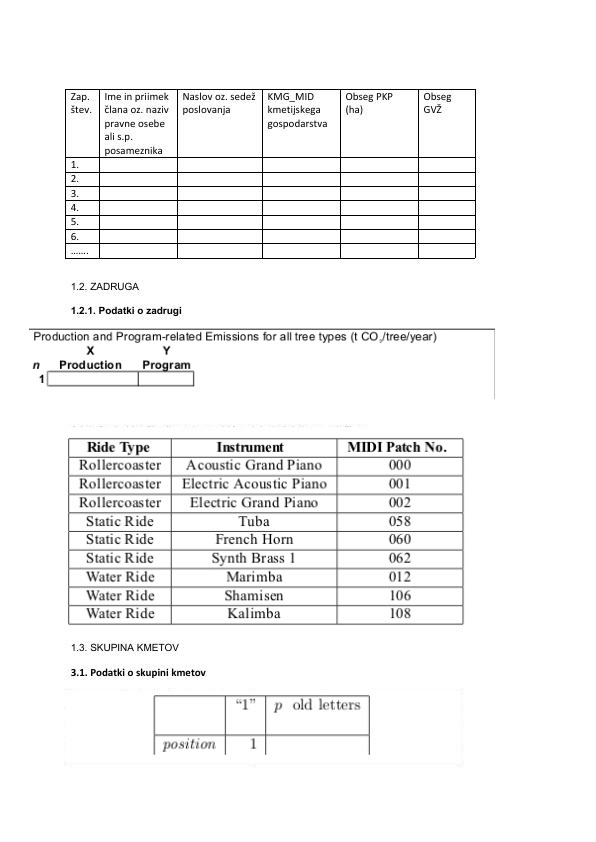 Zap. štev. Ime in priimek člana oz. naziv pravne osebe ali s.p. posameznika Naslov oz. sedež poslovanja KMG_MID kmetijskega gospodarstva Obseg PKP (ha) Obseg GVŽ
1.
2.
3.
4.
5.
6.
.......
1.2. ZADRUGA
1.2.1. Podatki o zadrugi
Production and Program-related Emissions for all tree types (t CO2/tree/year)
X Y
n Production Program
1
Ride Type Instrument MIDI Patch No.
Rollercoaster Acoustic Grand Piano 000
Rollercoaster Electric Acoustic Piano 001
Rollercoaster Electric Grand Piano 002
Static Ride Tuba 058
Static Ride French Horn 060
Static Ride Synth Brass 1 062
Water Ride Marimba 012
Water Ride Shamisen 106
Water Ride Kalimba 108
1.3. SKUPINA KMETOV
3.1. Podatki o skupini kmetov
“1” p old letters
position 1